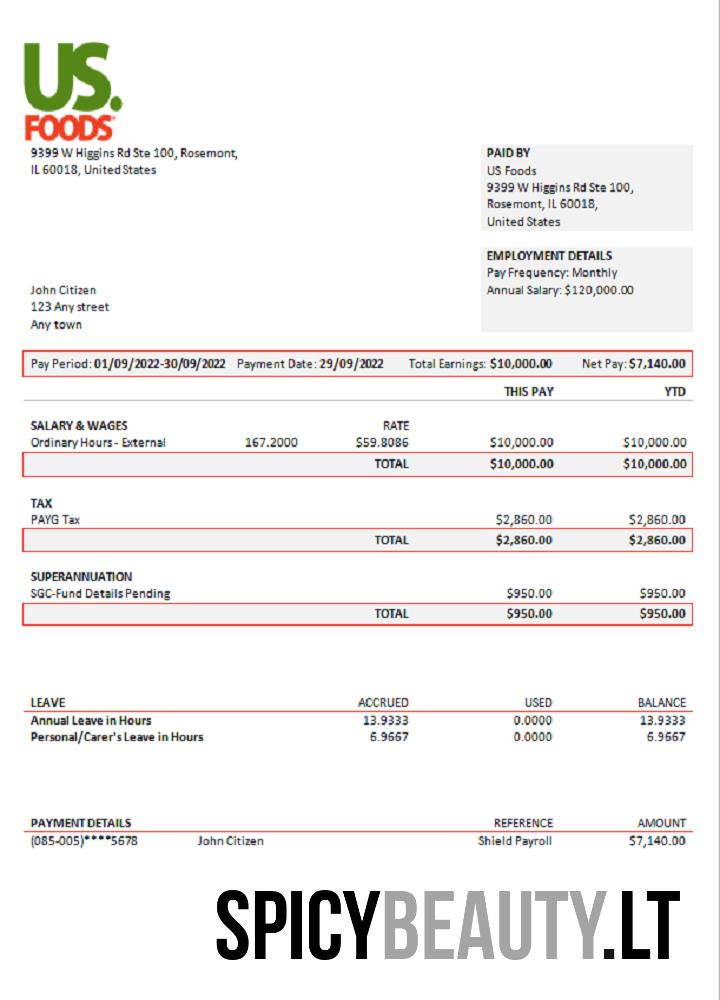 US.
FOODS
9399 W Higgins Rd Ste 100, Rosemont,
IL 60018, United States
PAID BY
US Foods
9399 W Higgins Rd Ste 100,
Rosemont, IL 60018,
United States
EMPLOYMENT DETAILS
Pay Frequency: Monthly
Annual Salary: $120,000.00
John Citizen
123 Any street
Any town
Pay Period: 01/09/2022-30/09/2022 Payment Date: 29/09/2022 Total Earnings: $10,000.00 Net Pay: $7,140.00
THIS PAY YTD
SALARY & WAGES RATE
Ordinary Hours - External 167.2000 $59.8086 $10,000.00 $10,000.00
TOTAL $10,000.00 $10,000.00
TAX
PAYG Tax $2,860.00 $2,860.00
TOTAL $2,860.00 $2,860.00
SUPERANNUATION
SGC-Fund Details Pending $950.00 $950.00
TOTAL $950.00 $950.00
LEAVE ACCRUED USED BALANCE
Annual Leave in Hours 13.9333 0.0000 13.9333
Personal/Carer's Leave in Hours 6.9667 0.0000 6.9667
PAYMENT DETAILS REFERENCE AMOUNT
(085-005)****5678 John Citizen Shield Payroll $7,140.00
SPICYBEAUTY.LT